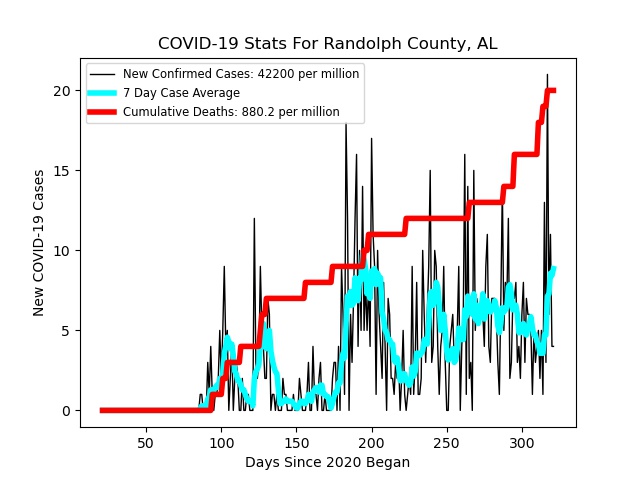 COVID-19 Stats For Randolph County, AL
New Confirmed Cases: 42200 per million
7 Day Case Average
Cumulative Deaths: 880.2 per million
New COVID-19 Cases
20
15
10
5
0
50 100 150 200 250 300
Days Since 2020 Began